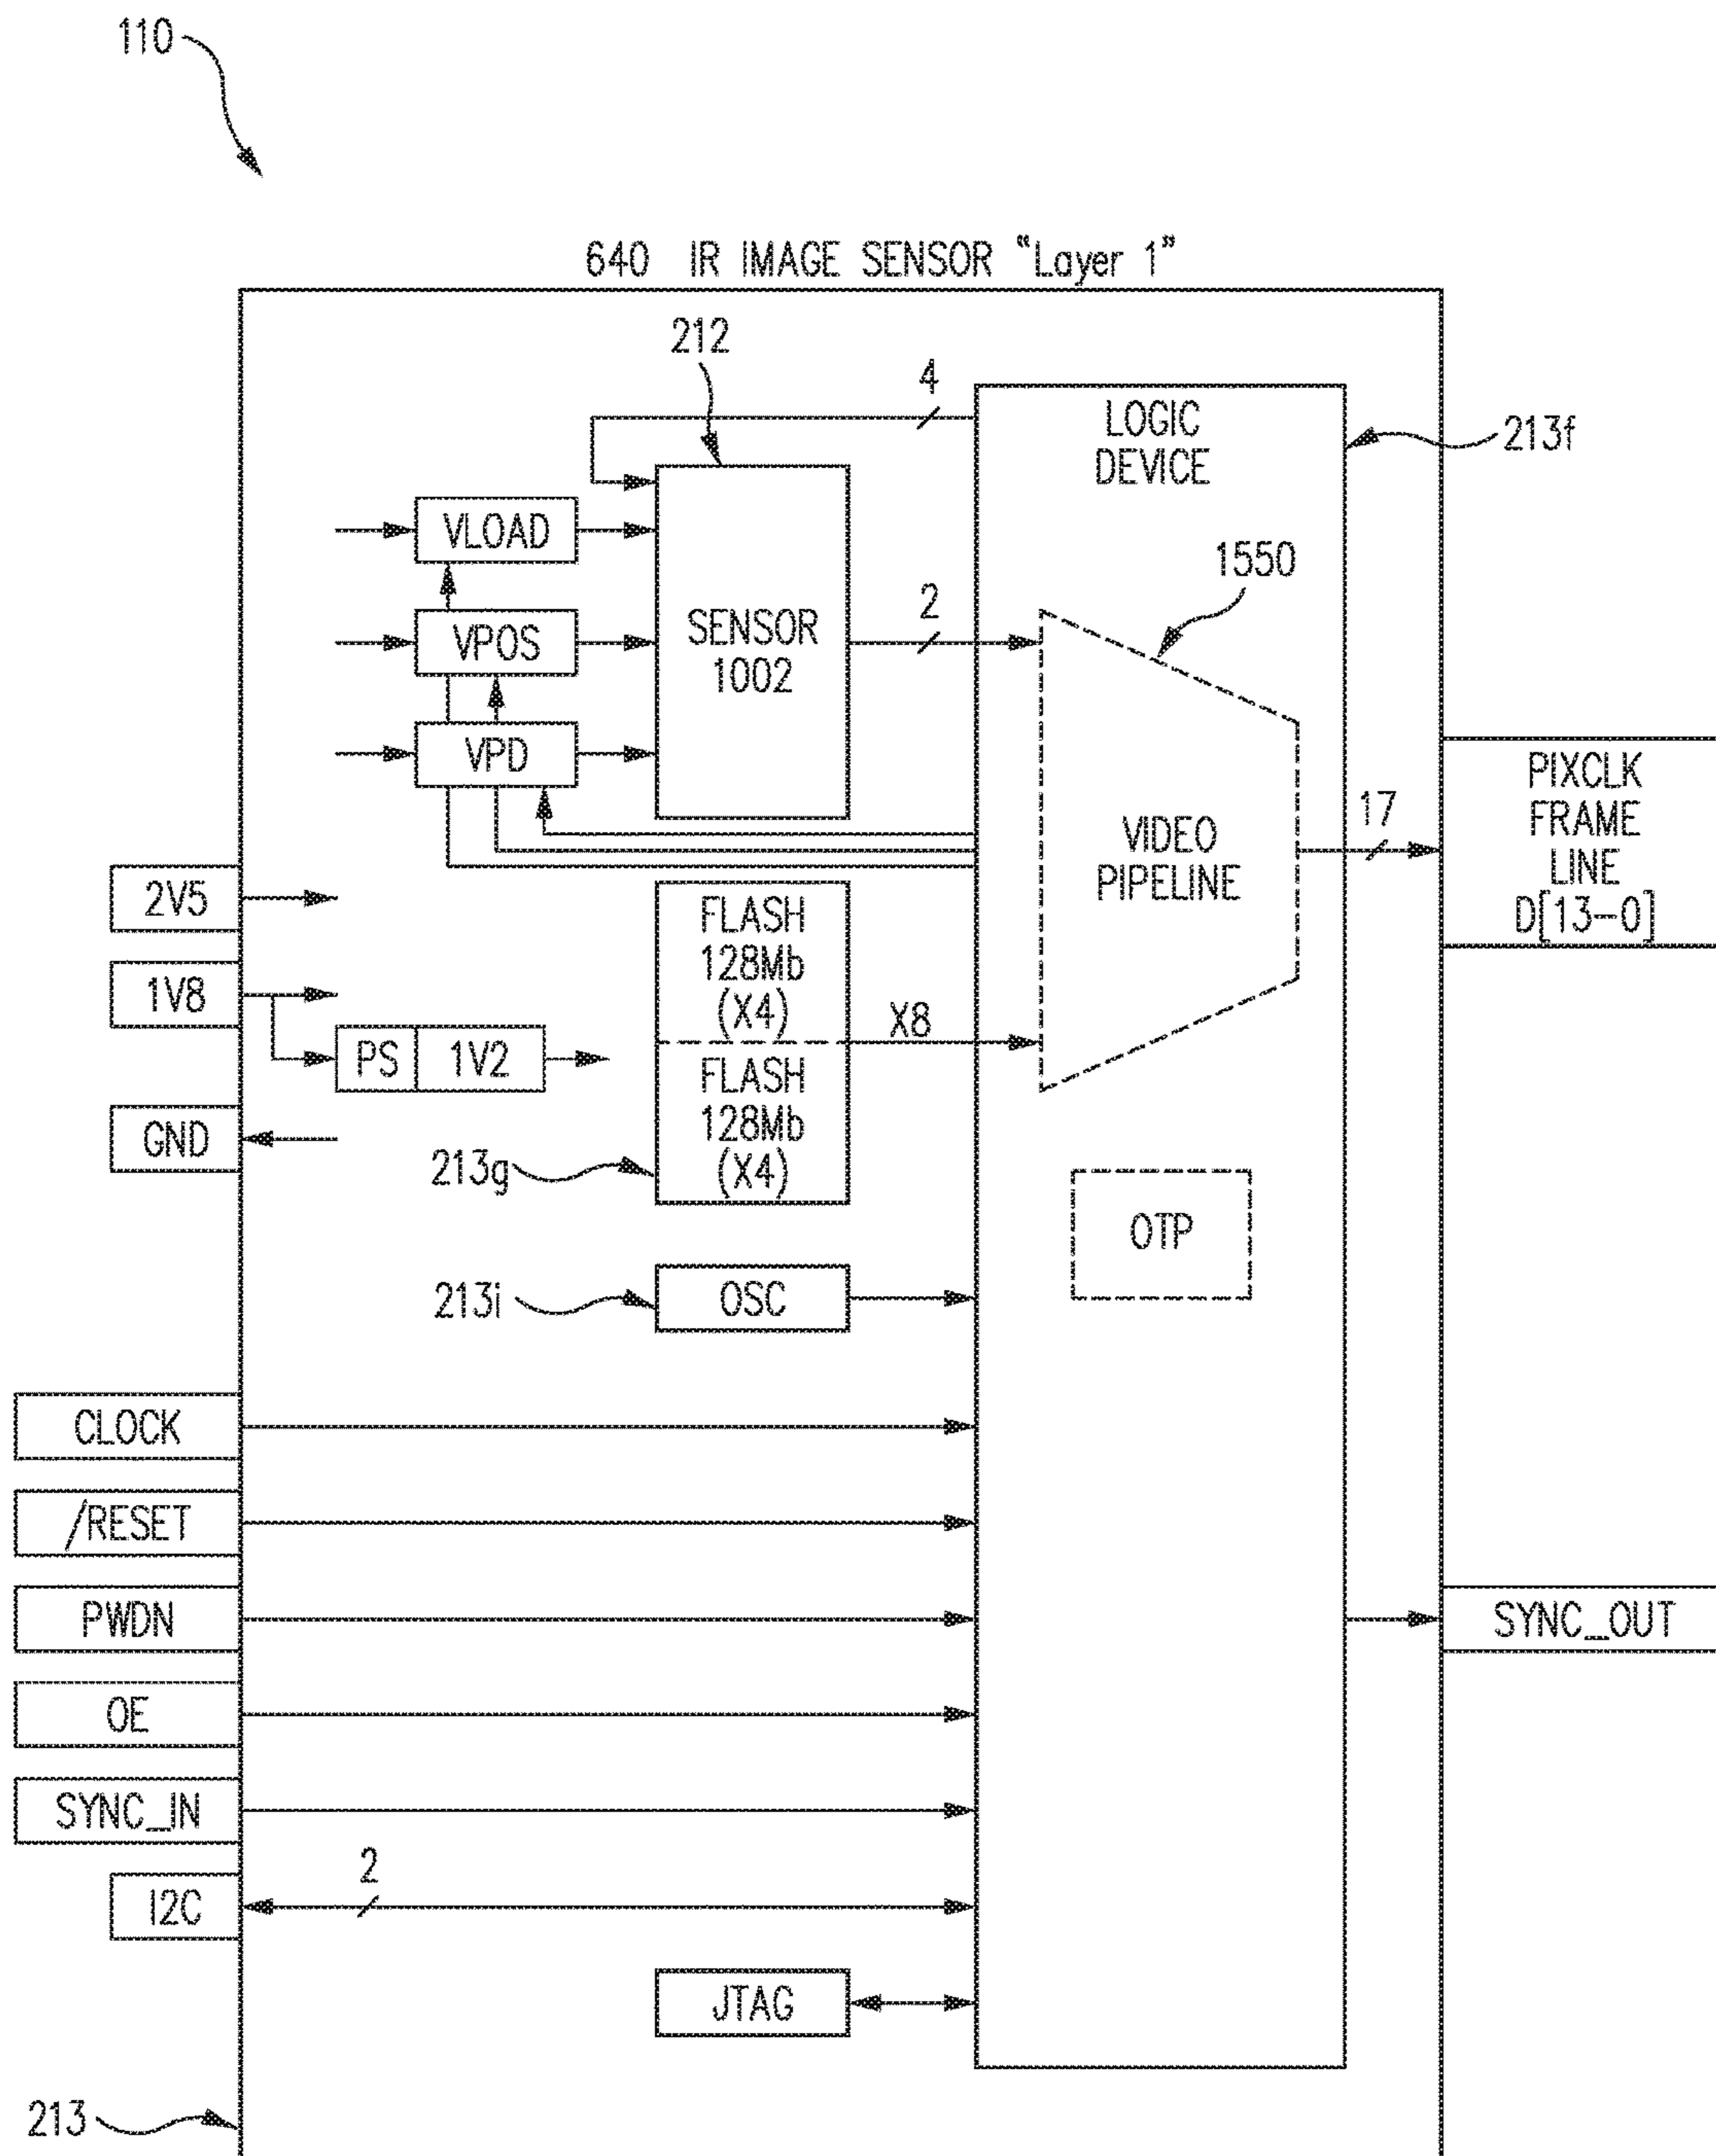 110
640 IR IMAGE SENSOR "Layer 1"
212
4
LOGIC
DEVICE
213f
VLOAD
1550
VPOS
SENSOR
1002
2
VPD
VIDEO
PIPELINE
17
PIXCLK
FRAME
LINE
D[13-0]
2V5
1V8
PS
1V2
GND
FLASH
128Mb
(X4)
X8
FLASH
128Mb
(X4)
213g
OTP
213i
OSC
CLOCK
/RESET
PWDN
SYNC_OUT
OE
SYNC_IN
2
I2C
JTAG
213